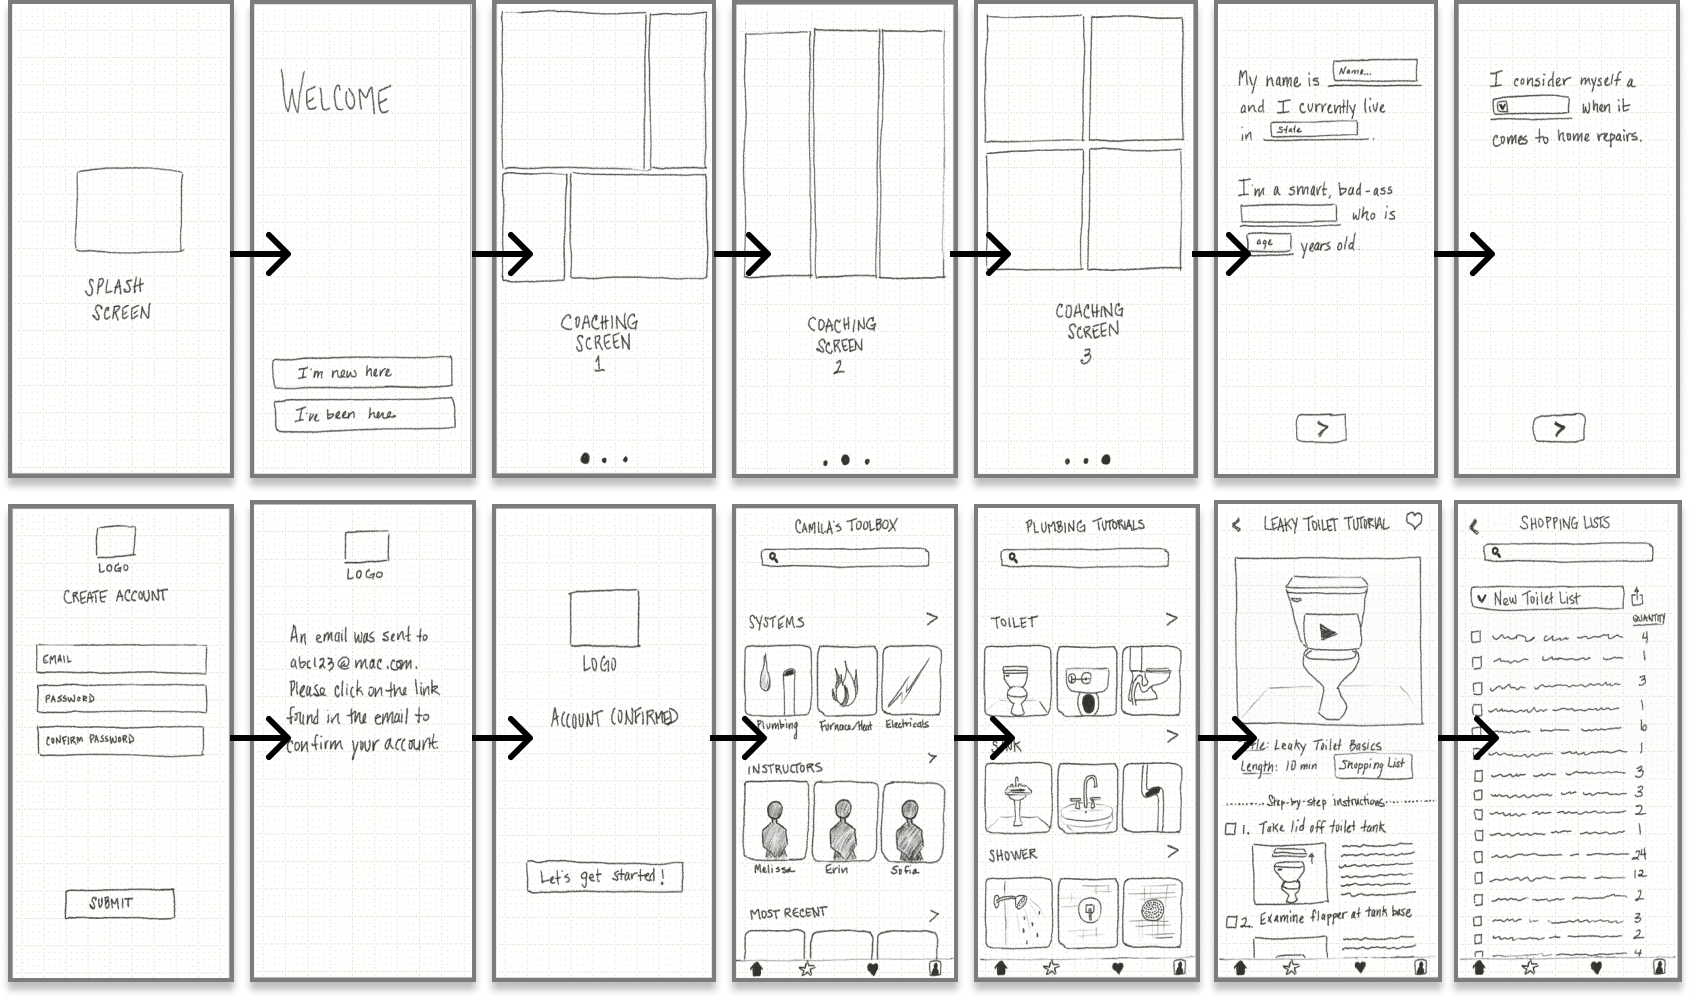 SPLASH
SCREEN
WELCOME
I'm new here
I've been here
COACHING
SCREEN
1
COACHING
SCREEN
2
COACHING
SCREEN
3
My name is Name...
and I currently live
in State .
I'm a smart, bad-ass
who is
age years old.
>
I consider myself a
when it
comes to home repairs.
>
LOGO
CREATE ACCOUNT
EMAIL
PASSWORD
CONFIRM PASSWORD
SUBMIT
LOGO
An email was sent to
abc123@mac.com.
Please click on the link
found in the email to
confirm your account.
LOGO
ACCOUNT CONFIRMED
Let's get started!
CAMILA'S TOOLBOX
SYSTEMS >
Plumbing Furnace/Heat Electricals
INSTRUCTORS >
Melissa Erin Sofia
MOST RECENT >
PLUMBING TUTORIALS
TOILET >
SINK >
SHOWER >
< LEAKY TOILET TUTORIAL
Title: Leaky Toilet Basics
Length: 10 min Shopping List
Step-by-step instructions
1. Take lid off toilet tank
2. Examine flapper at tank base
< SHOPPING LISTS
New Toilet List
QUANTITY
4
1
3
1
6
1
3
3
2
1
24
12
2
3
2
4